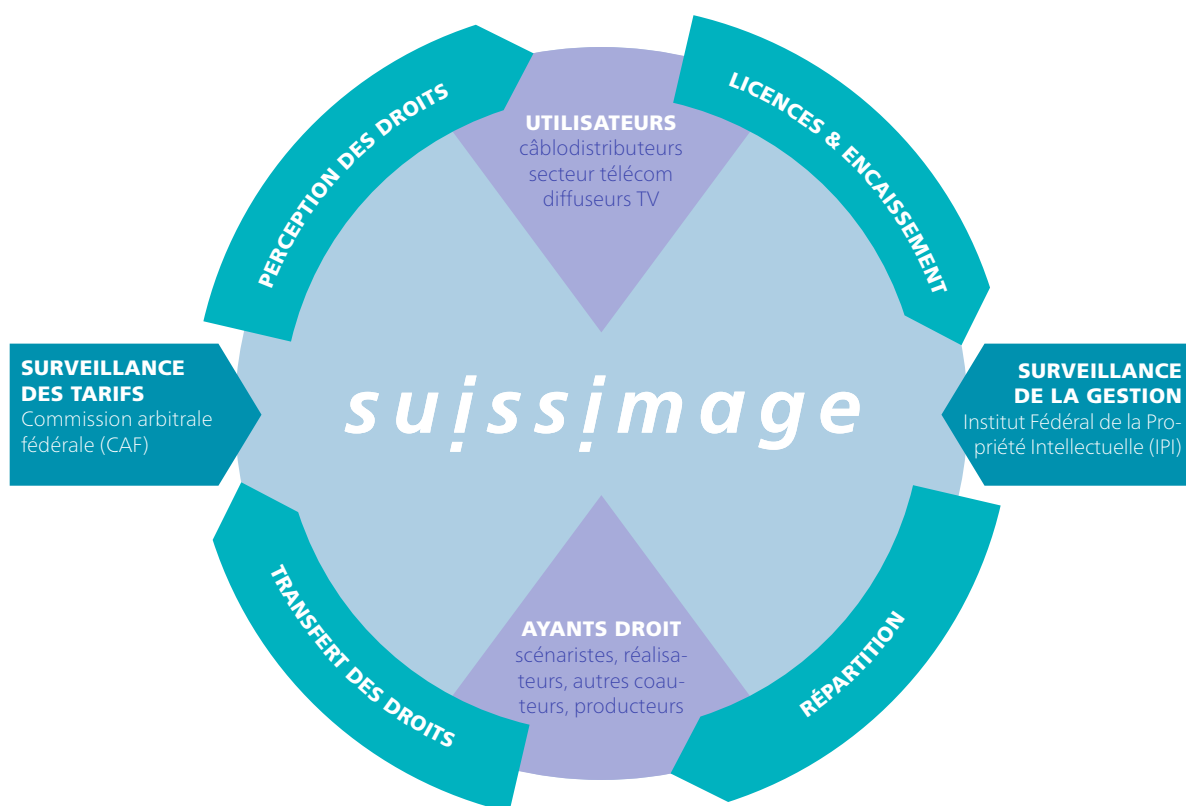 PERCEPTION DES DROITS
LICENCES & ENCAISSEMENT
UTILISATEURS
câblodistributeurs
secteur télécom
diffuseurs TV
SURVEILLANCE
DES TARIFS
Commission arbitrale
fédérale (CAF)
suissimage
SURVEILLANCE
DE LA GESTION
Institut Fédéral de la Pro-
priété Intellectuelle (IPI)
AYANTS DROIT
scénaristes, réalisa-
teurs, autres coau-
teurs, producteurs
TRANSFERT DES DROITS
RÉPARTITION